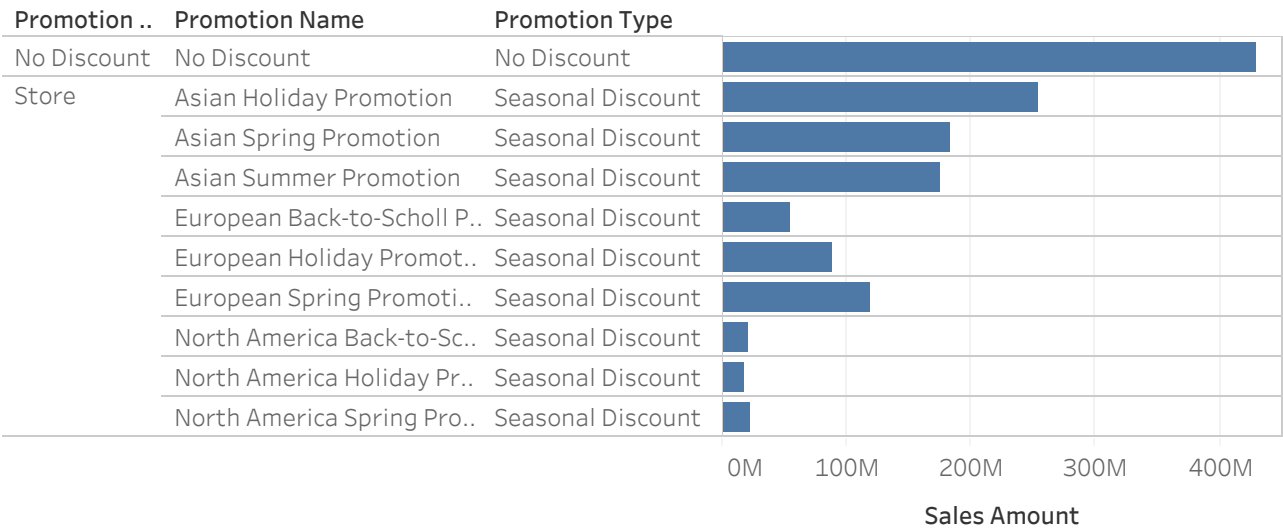 Promotion .. Promotion Name Promotion Type
No Discount No Discount No Discount
Store Asian Holiday Promotion Seasonal Discount
Asian Spring Promotion Seasonal Discount
Asian Summer Promotion Seasonal Discount
European Back-to-Scholl P.. Seasonal Discount
European Holiday Promot.. Seasonal Discount
European Spring Promoti.. Seasonal Discount
North America Back-to-Sc.. Seasonal Discount
North America Holiday Pr.. Seasonal Discount
North America Spring Pro.. Seasonal Discount
0M 100M 200M 300M 400M
Sales Amount